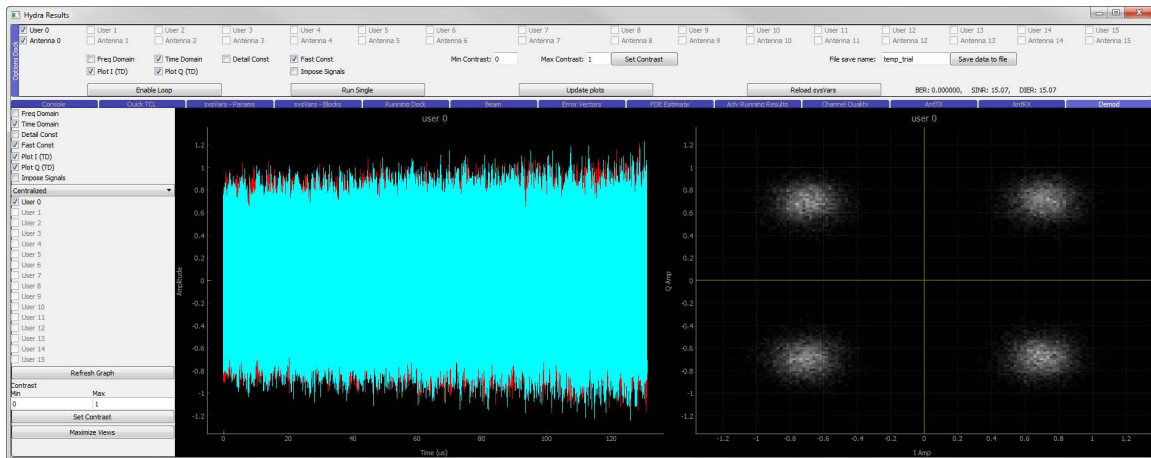 Hydra Results
Options Dock
User 0 User 1 User 2 User 3 User 4 User 5 User 6 User 7 User 8 User 9 User 10 User 11 User 12 User 13 User 14 User 15
Antenna 0 Antenna 1 Antenna 2 Antenna 3 Antenna 4 Antenna 5 Antenna 6 Antenna 7 Antenna 8 Antenna 9 Antenna 10 Antenna 11 Antenna 12 Antenna 13 Antenna 14 Antenna 15
Freq Domain Time Domain Detail Const Fast Const Min Contrast: 0 Max Contrast: 1 Set Contrast File save name: temp_trial Save data to file
Plot I (TD) Plot Q (TD) Impose Signals
Enable Loop Run Single Update plots Reload sysVars BER: 0.000000, SINR: 15.07, DIER: 15.07
Console Quick TCL sysVars - Params sysVars - Blocks Running Dock Beam Error Vectors FDE Estimate Adv Running Results Channel Quality AntTX AntRX Demod
Freq Domain
Time Domain
Detail Const
Fast Const
Plot I (TD)
Plot Q (TD)
Impose Signals
Centralized
User 0
User 1
User 2
User 3
User 4
User 5
User 6
User 7
User 8
User 9
User 10
User 11
User 12
User 13
User 14
User 15
Refresh Graph
Contrast
Min Max
0 1
Set Contrast
Maximize Views
user 0
1.2
1
0.8
0.6
0.4
0.2
0
-0.2
-0.4
-0.6
-0.8
-1
-1.2
Amplitude
0 20 40 60 80 100 120
Time (us)
user 0
1.2
1
0.8
0.6
0.4
0.2
0
-0.2
-0.4
-0.6
-0.8
-1
-1.2
Q Amp
-1.2 -1 -0.8 -0.6 -0.4 -0.2 0 0.2 0.4 0.6 0.8 1 1.2
I Amp